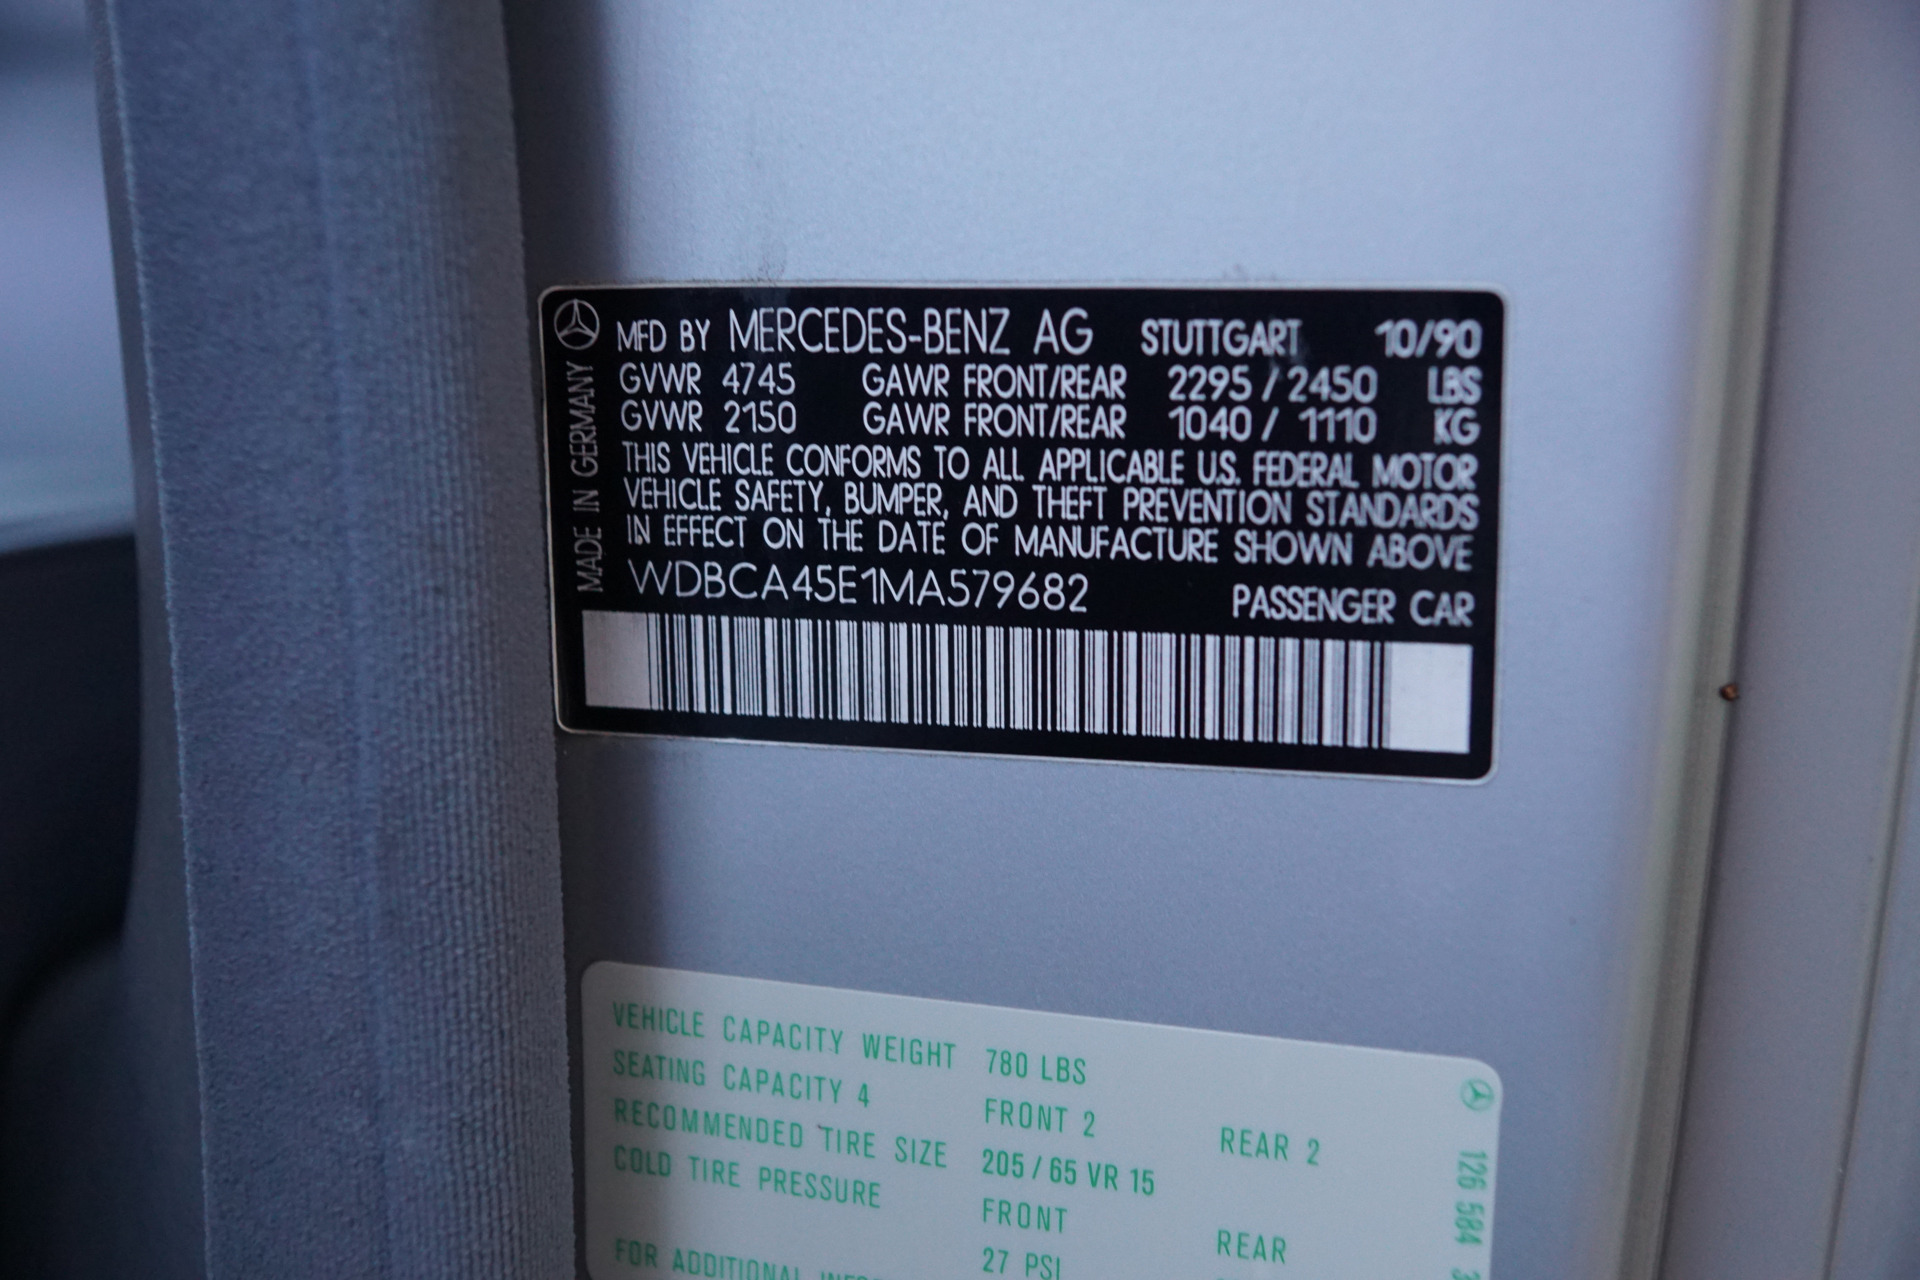 MADE IN GERMANY
MFD BY MERCEDES-BENZ AG STUTTGART 10/90
GVWR 4745 GAWR FRONT/REAR 2295 / 2450 LBS
GVWR 2150 GAWR FRONT/REAR 1040 / 1110 KG
THIS VEHICLE CONFORMS TO ALL APPLICABLE U.S. FEDERAL MOTOR
VEHICLE SAFETY, BUMPER, AND THEFT PREVENTION STANDARDS
IN EFFECT ON THE DATE OF MANUFACTURE SHOWN ABOVE
WDBCA45E1MA579682 PASSENGER CAR
VEHICLE CAPACITY WEIGHT 780 LBS
SEATING CAPACITY 4 FRONT 2 REAR 2
RECOMMENDED TIRE SIZE 205 / 65 VR 15
COLD TIRE PRESSURE FRONT REAR
27 PSI
FOR ADDITIONAL
126 584